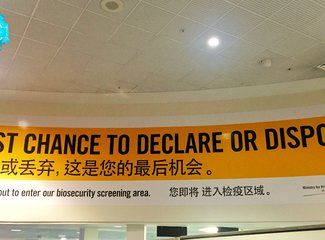 ST CHANCE TO DECLARE OR DISPO
或丢弃,这是您的最后机会。
out to enter our biosecurity screening area. 您即将 进入检疫区域。